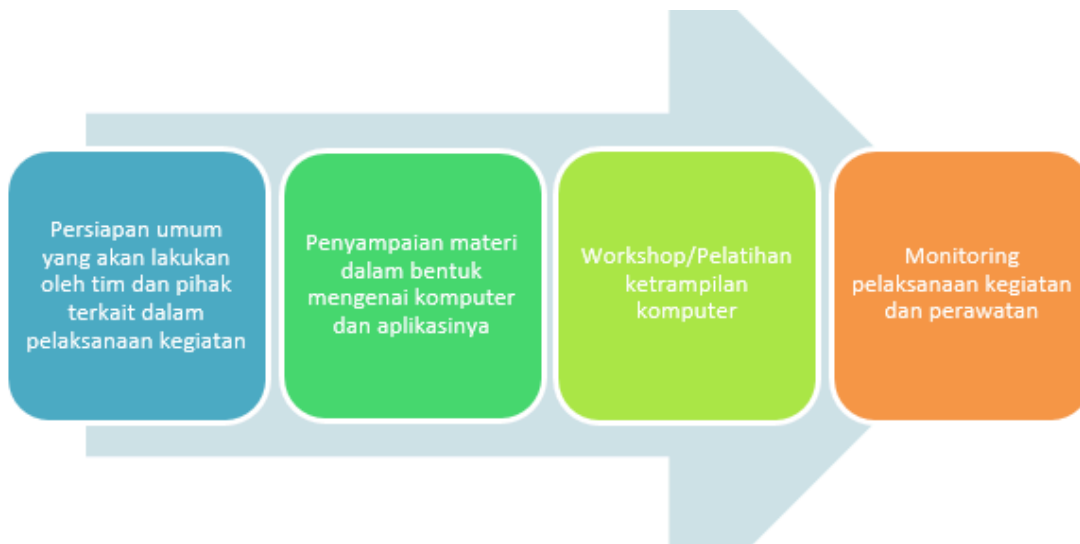 Persiapan umum
yang akan lakukan
oleh tim dan pihak
terkait dalam
pelaksanaan kegiatan
Penyampaian materi
dalam bentuk
mengenai komputer
dan aplikasinya
Workshop/Pelatihan
ketrampilan
komputer
Monitoring
pelaksanaan kegiatan
dan perawatan